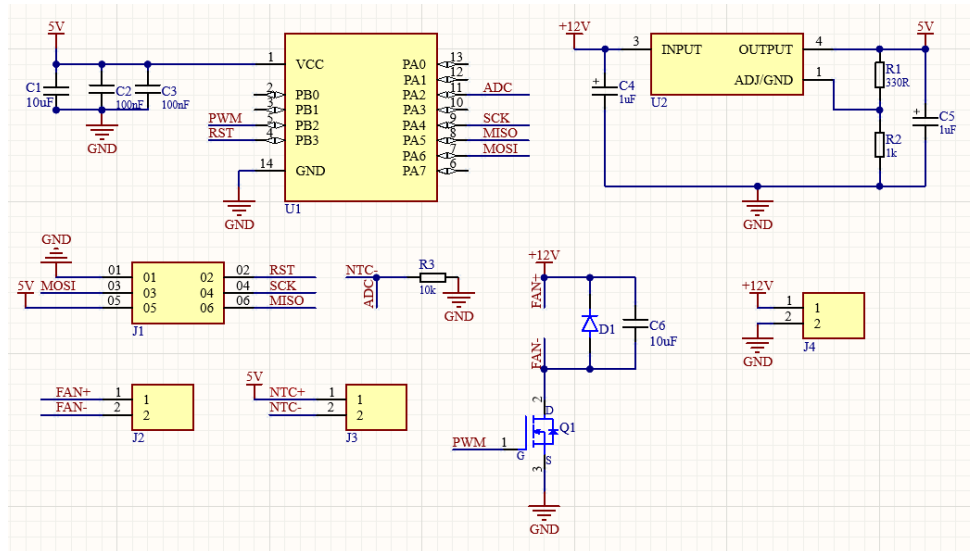 5V
C1
10uF
C2
100nF
C3
100nF
GND
1
VCC
2
PB0
3
PB1
PWM
5
PB2
RST
4
PB3
14
GND
GND
U1
PA0
13
PA1
12
PA2
11
ADC
PA3
10
PA4
9
SCK
PA5
8
MISO
PA6
7
MOSI
PA7
6
+12V
3
INPUT
OUTPUT
4
ADJ/GND
1
U2
5V
C4
+
1uF
R1
330R
R2
1k
C5
+
1uF
GND
GND
01
01
02
02
RST
5V
MOSI
03
03
04
04
SCK
05
05
06
06
MISO
J1
NTC-
ADC
R3
10k
GND
+12V
FAN+
FAN-
D1
C6
10uF
2
D
Q1
PWM
1
G
S
3
GND
+12V
1
1
2
2
GND
J4
FAN+
1
1
FAN-
2
2
J2
5V
NTC+
1
1
NTC-
2
2
J3